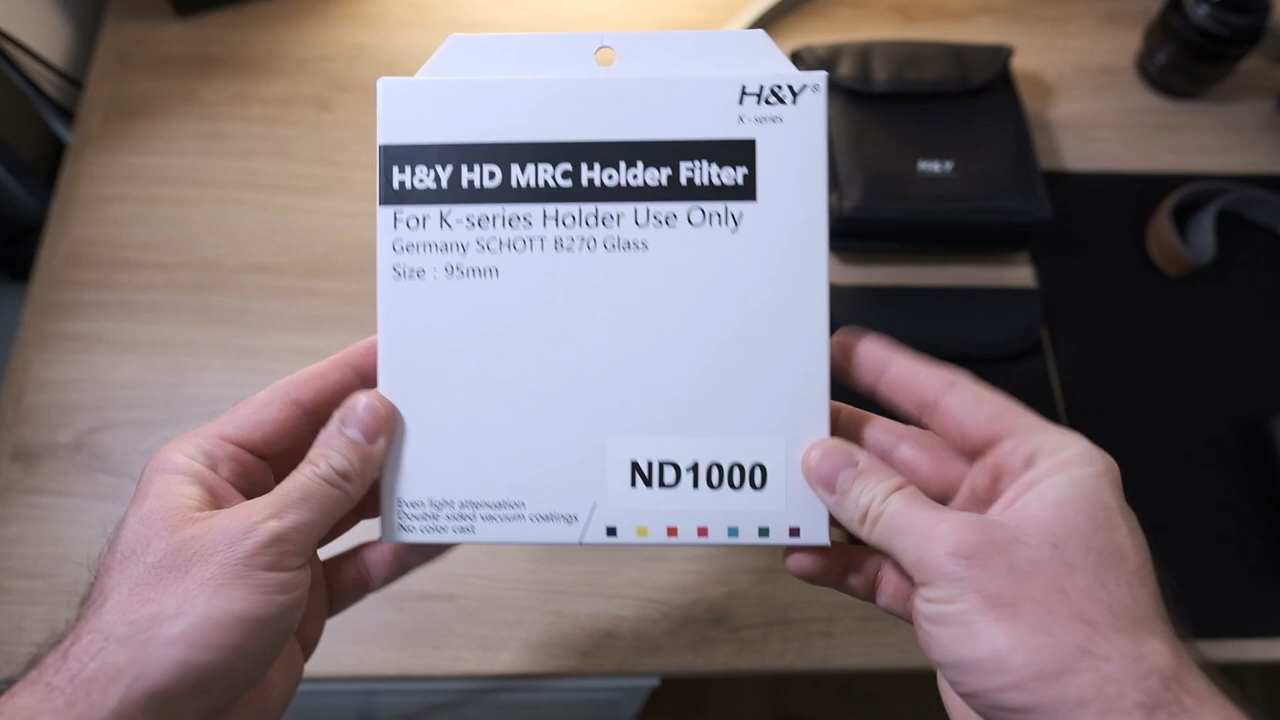 H&Y®
K-series
H&Y HD MRC Holder Filter
For K-series Holder Use Only
Germany SCHOTT B270 Glass
Size : 95mm
ND1000
Even light attenuation
Double-sided vacuum coatings
No color cast
H&Y